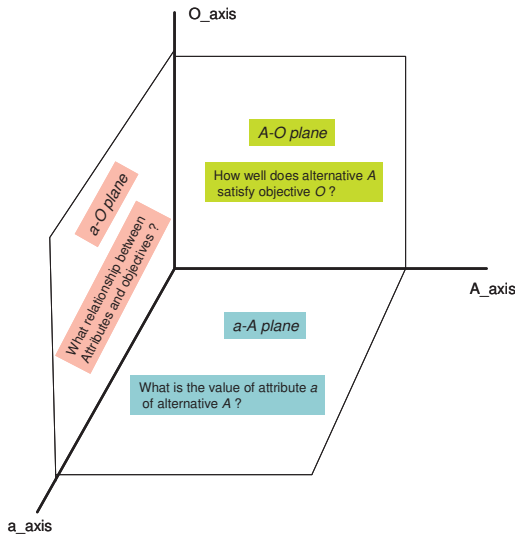 O_axis
A-O plane
How well does alternative A
satisfy objective O ?
a-O plane
What relationship between
Attributes and objectives ?
A_axis
a-A plane
What is the value of attribute a
of alternative A ?
a_axis